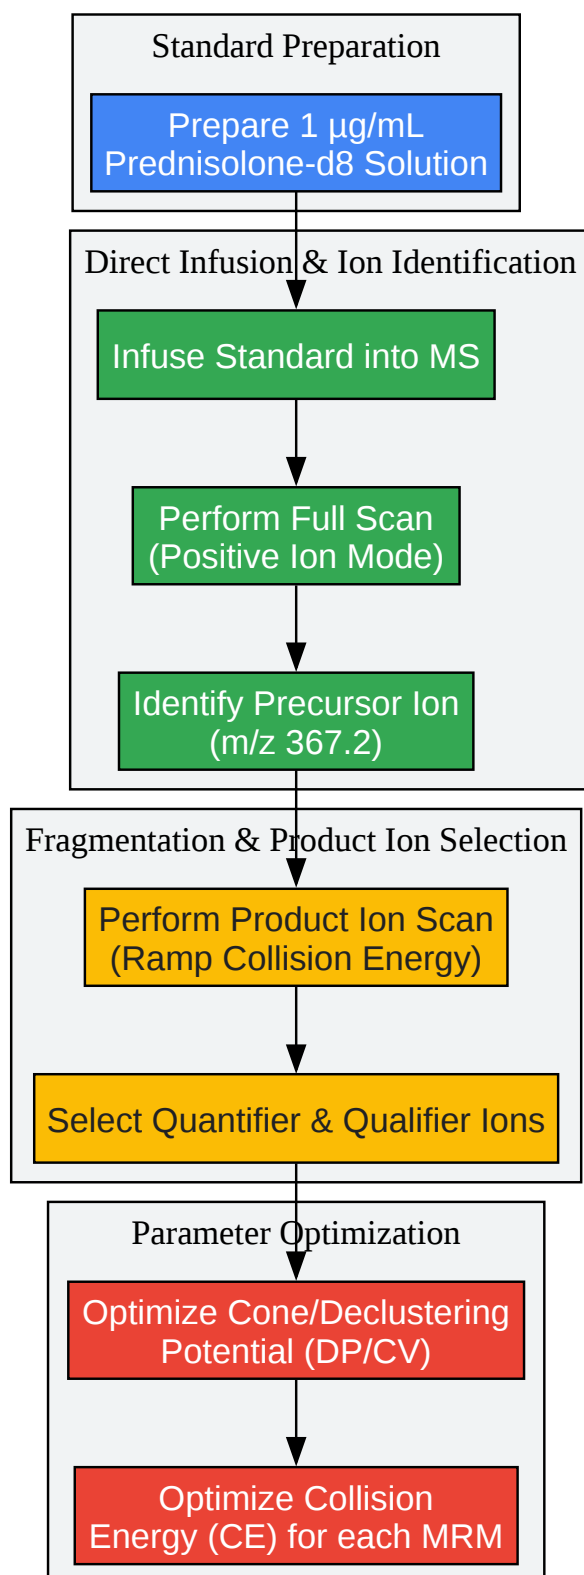 Standard Preparation
Prepare 1 µg/mL
Prednisolone-d8 Solution
Direct Infusion & Ion Identification
Infuse Standard into MS
Perform Full Scan
(Positive Ion Mode)
Identify Precursor Ion
(m/z 367.2)
Fragmentation & Product Ion Selection
Perform Product Ion Scan
(Ramp Collision Energy)
Select Quantifier & Qualifier Ions
Parameter Optimization
Optimize Cone/Declustering
Potential (DP/CV)
Optimize Collision
Energy (CE) for each MRM